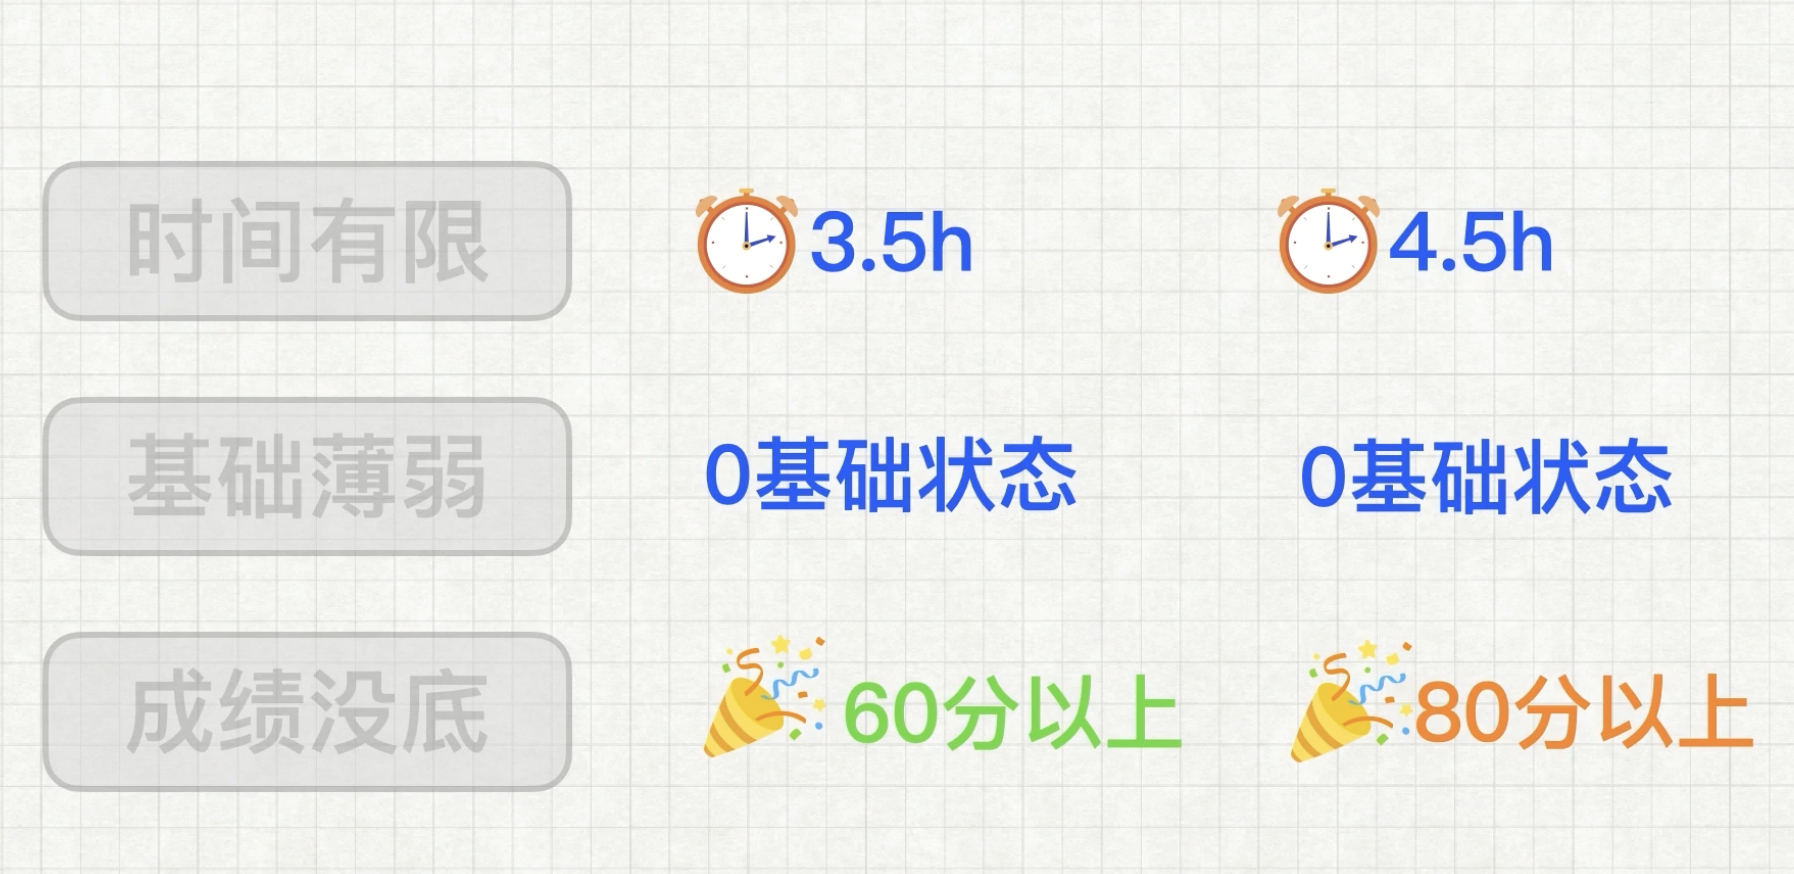 时间有限 3.5h 4.5h
基础薄弱 0基础状态 0基础状态
成绩没底 60分以上 80分以上